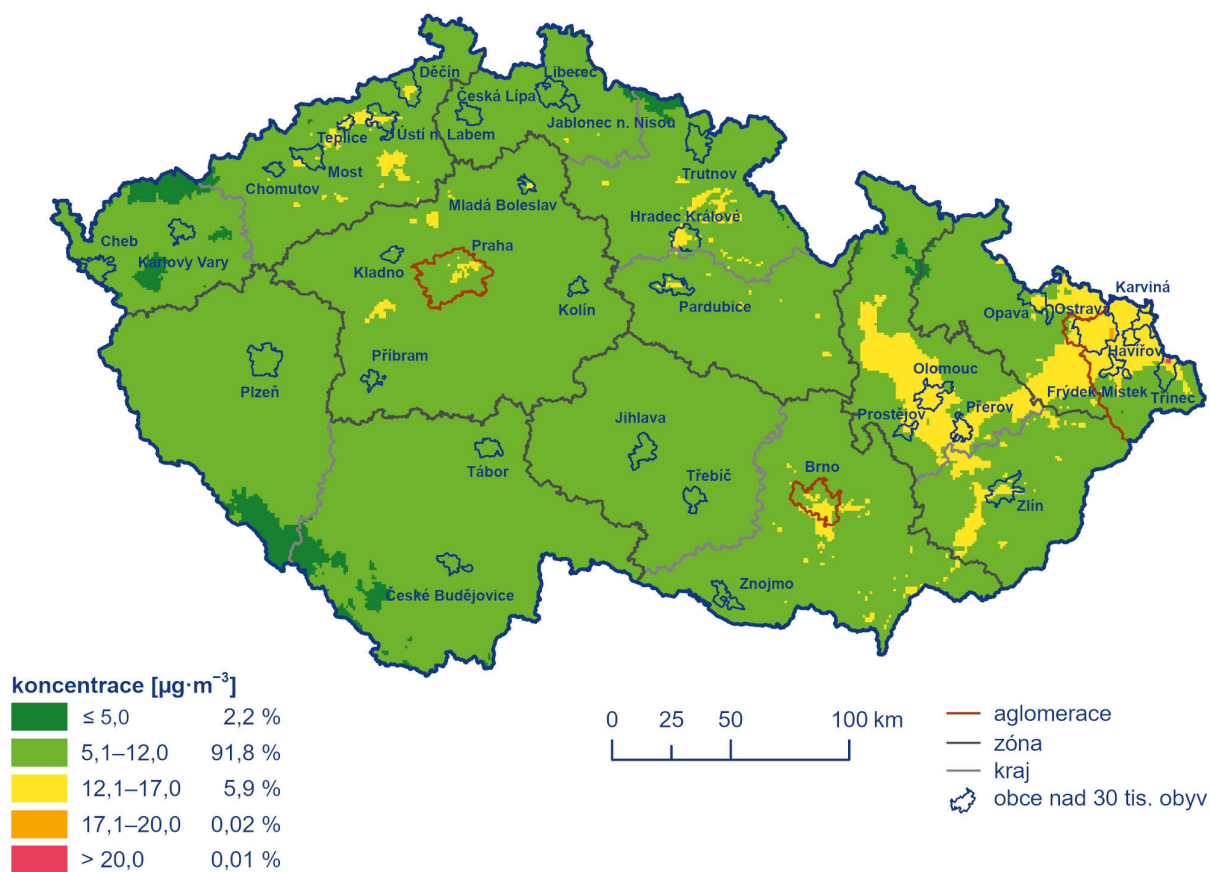 Děčín
Liberec
Česká Lípa
Jablonec n. Nisou
Teplice
Ústí n. Labem
Trutnov
Most
Chomutov
Mladá Boleslav
Hradec Králové
Cheb
Karlovy Vary
Praha
Kladno
Kolín
Pardubice
Karviná
Opava
Ostrava
Havířov
Příbram
Plzeň
Olomouc
Frýdek-Místek
Třinec
Prostějov
Přerov
Jihlava
Tábor
Třebíč
Brno
Zlín
České Budějovice
Znojmo
koncentrace [µg·m⁻³]
≤ 5,0 2,2 %
5,1–12,0 91,8 %
12,1–17,0 5,9 %
17,1–20,0 0,02 %
> 20,0 0,01 %
0 25 50 100 km
aglomerace
zóna
kraj
obce nad 30 tis. obyv